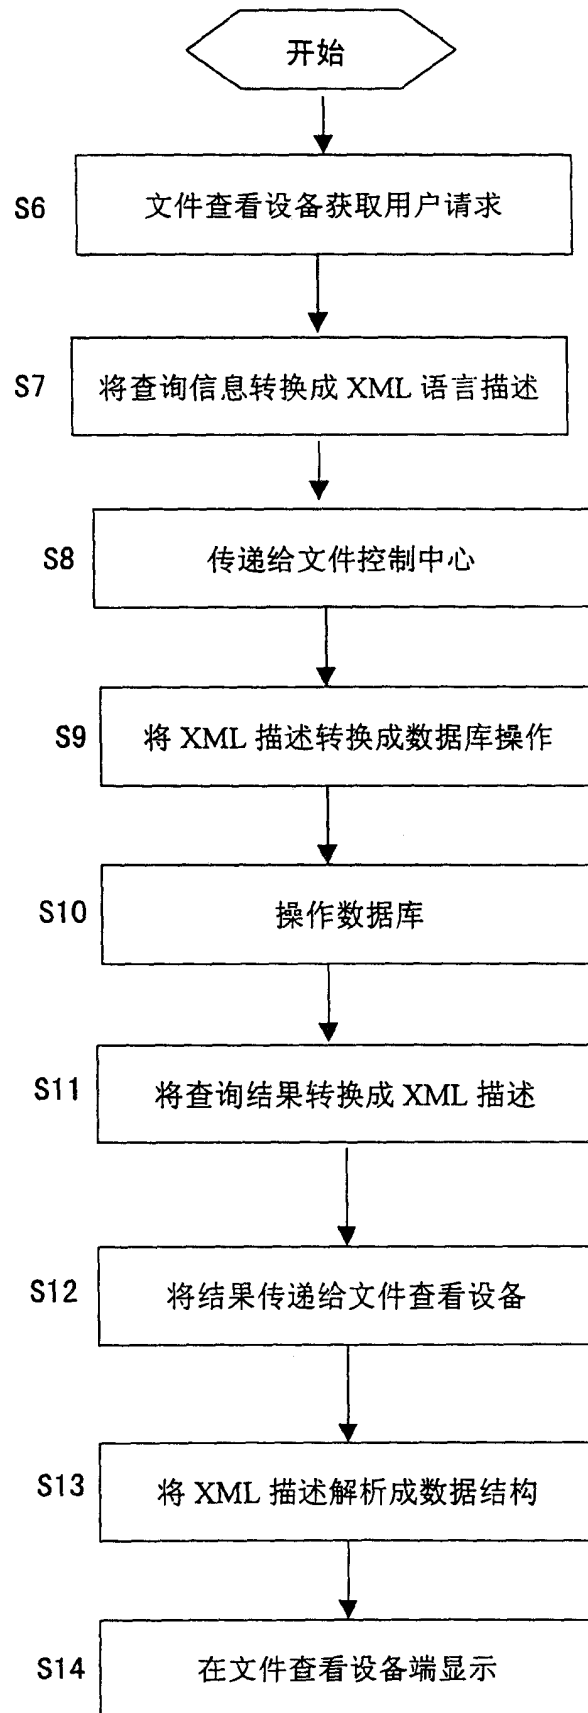 开始
S6 文件查看设备获取用户请求
S7 将查询信息转换成 XML 语言描述
S8 传递给文件控制中心
S9 将 XML 描述转换成数据库操作
S10 操作数据库
S11 将查询结果转换成 XML 描述
S12 将结果传递给文件查看设备
S13 将 XML 描述解析成数据结构
S14 在文件查看设备端显示